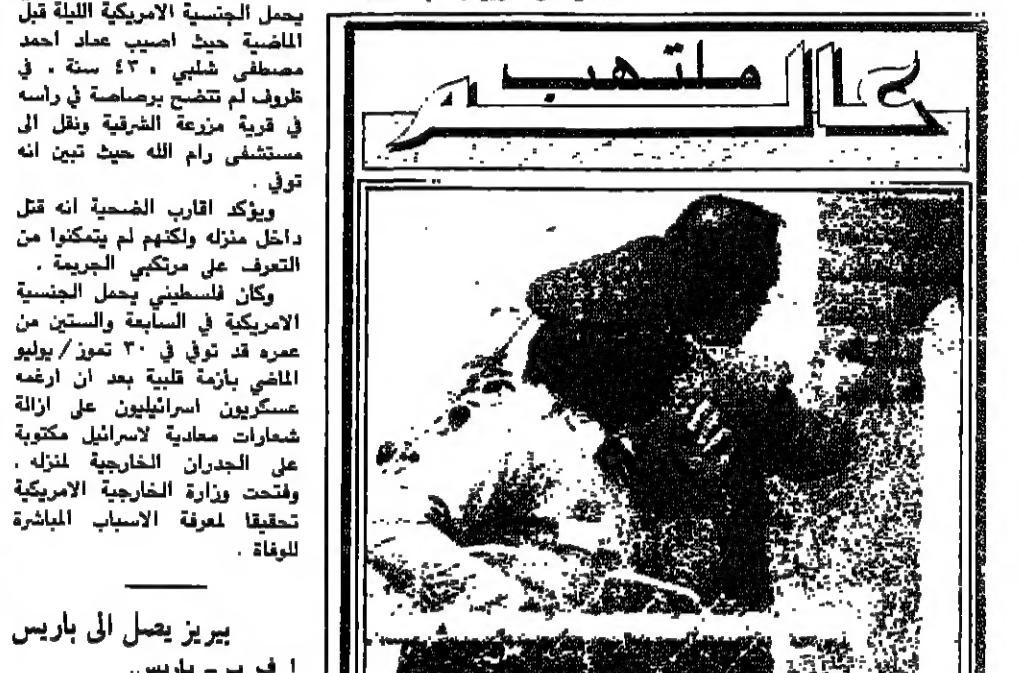 يحمل الجنسية الامريكية الليلة قبل
الماضية حيث اصيب عماد احمد
مصطفى شلبي « ٤٣ سنة » في
ظروف لم تتضح برصاصة في رأسه
في قرية مزرعة الشرقية ونقل الى
مستشفى رام الله حيث تبين انه
توفي .
ويؤكد اقارب الضحية انه قتل
داخل منزله ولكنهم لم يتمكنوا من
التعرف على مرتكبي الجريمة .
وكان فلسطيني يحمل الجنسية
الامريكية في السابعة والستين من
عمره قد توفي في ٣٠ تموز / يوليو
الماضي بأزمة قلبية بعد ان ارغمه
عسكريون اسرائيليون على ازالة
شعارات معادية لاسرائيل مكتوبة
على الجدران الخارجية لمنزله .
وفتحت وزارة الخارجية الامريكية
تحقيقا لمعرفة الاسباب المباشرة
للوفاة .
بيريز يصل الى باريس
ا ف ب - باريس
عالم ملتهب